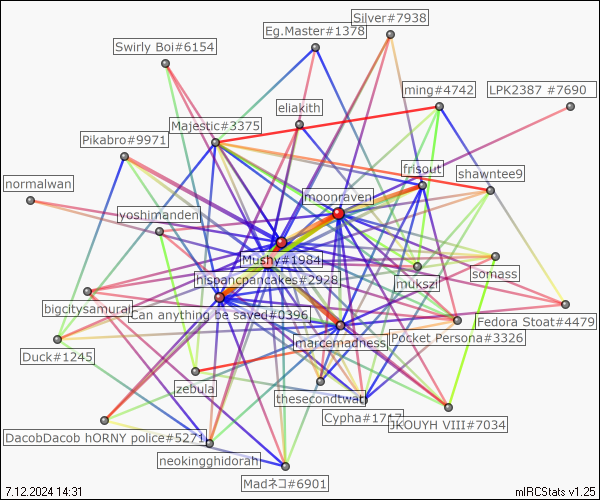 Silver#7938
Eg.Master#1378
Swirly Boi#6154
ming#4742
LPK2387 #7690
eliakith
Majestic#3375
Pikabro#9971
frisout
shawntee9
normalwan
moonraven
yoshimanden
Mushy#1984
hispancpancakes#2928
mukszi
somass
bigcitysamurai
Can anything be saved#0396
Fedora Stoat#4479
marcemadness
Pocket Persona#3326
Duck#1245
zebula
thesecondtwat
Cypha#1717
JKOUYH VIII#7034
DacobDacob hORNY police#5271
neokingghidorah
Madネコ#6901
7.12.2024 14:31
mIRCStats v1.25